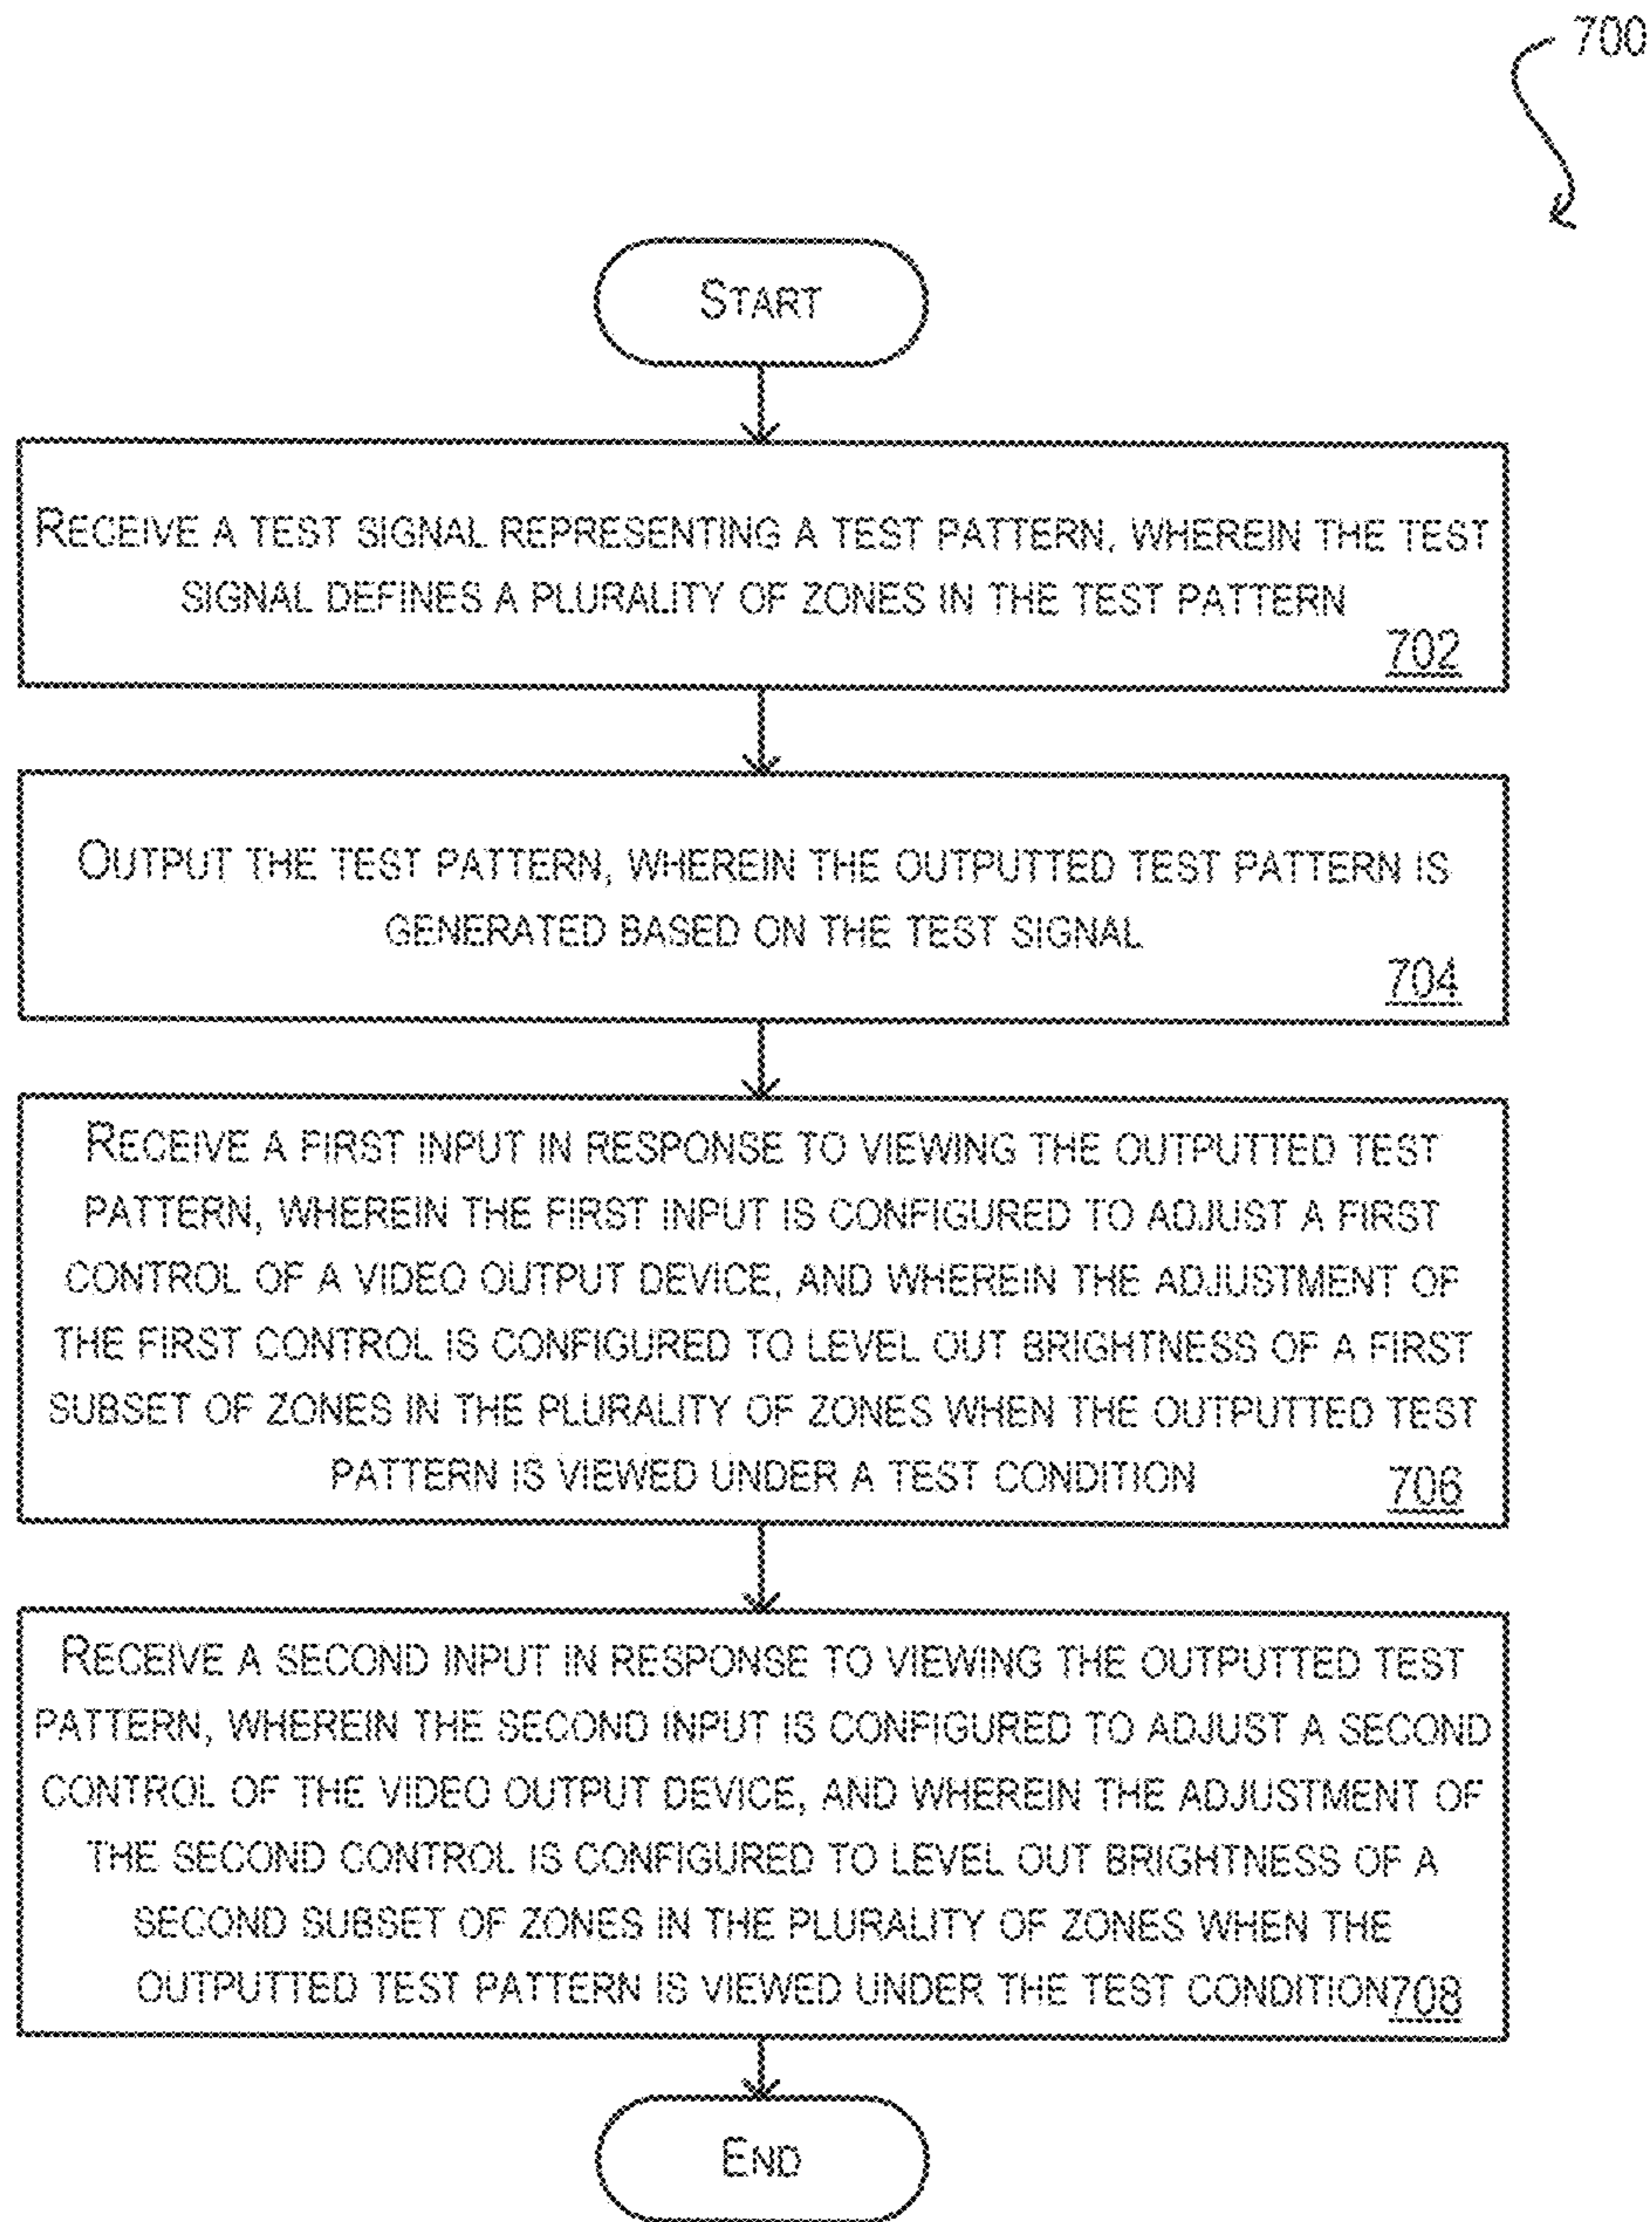 700
START
RECEIVE A TEST SIGNAL REPRESENTING A TEST PATTERN, WHEREIN THE TEST
SIGNAL DEFINES A PLURALITY OF ZONES IN THE TEST PATTERN
702
OUTPUT THE TEST PATTERN, WHEREIN THE OUTPUTTED TEST PATTERN IS
GENERATED BASED ON THE TEST SIGNAL
704
RECEIVE A FIRST INPUT IN RESPONSE TO VIEWING THE OUTPUTTED TEST
PATTERN, WHEREIN THE FIRST INPUT IS CONFIGURED TO ADJUST A FIRST
CONTROL OF A VIDEO OUTPUT DEVICE, AND WHEREIN THE ADJUSTMENT OF
THE FIRST CONTROL IS CONFIGURED TO LEVEL OUT BRIGHTNESS OF A FIRST
SUBSET OF ZONES IN THE PLURALITY OF ZONES WHEN THE OUTPUTTED TEST
PATTERN IS VIEWED UNDER A TEST CONDITION
706
RECEIVE A SECOND INPUT IN RESPONSE TO VIEWING THE OUTPUTTED TEST
PATTERN, WHEREIN THE SECOND INPUT IS CONFIGURED TO ADJUST A SECOND
CONTROL OF THE VIDEO OUTPUT DEVICE, AND WHEREIN THE ADJUSTMENT OF
THE SECOND CONTROL IS CONFIGURED TO LEVEL OUT BRIGHTNESS OF A
SECOND SUBSET OF ZONES IN THE PLURALITY OF ZONES WHEN THE
OUTPUTTED TEST PATTERN IS VIEWED UNDER THE TEST CONDITION
708
END